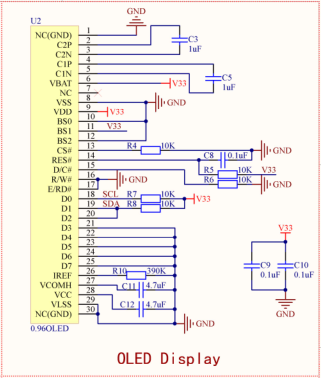 U2
GND
NC(GND) 1
C2P 2
C2N 3
C3
1uF
C1P 4
C1N 5
C5
1uF
VBAT 6 V33
NC 7
VSS 8
GND
VDD 9 V33
BS0 10
BS1 11 V33
BS2 12
CS# 13 R4 10K
GND
RES# 14 C8 0.1uF
D/C# 15 R5 10K V33
R/W# 16 GND R6 10K GND
E/RD# 17
D0 18 SCL R7 10K V33
D1 19 SDA R8 10K
D2 20
D3 21
D4 22
D5 23
D6 24
D7 25
IREF 26 R10 390K
VCOMH 27 C11 4.7uF
VCC 28 C12 4.7uF
VLSS 29
NC(GND) 30 GND
0.96OLED
V33
C9
0.1uF
C10
0.1uF
GND
OLED Display